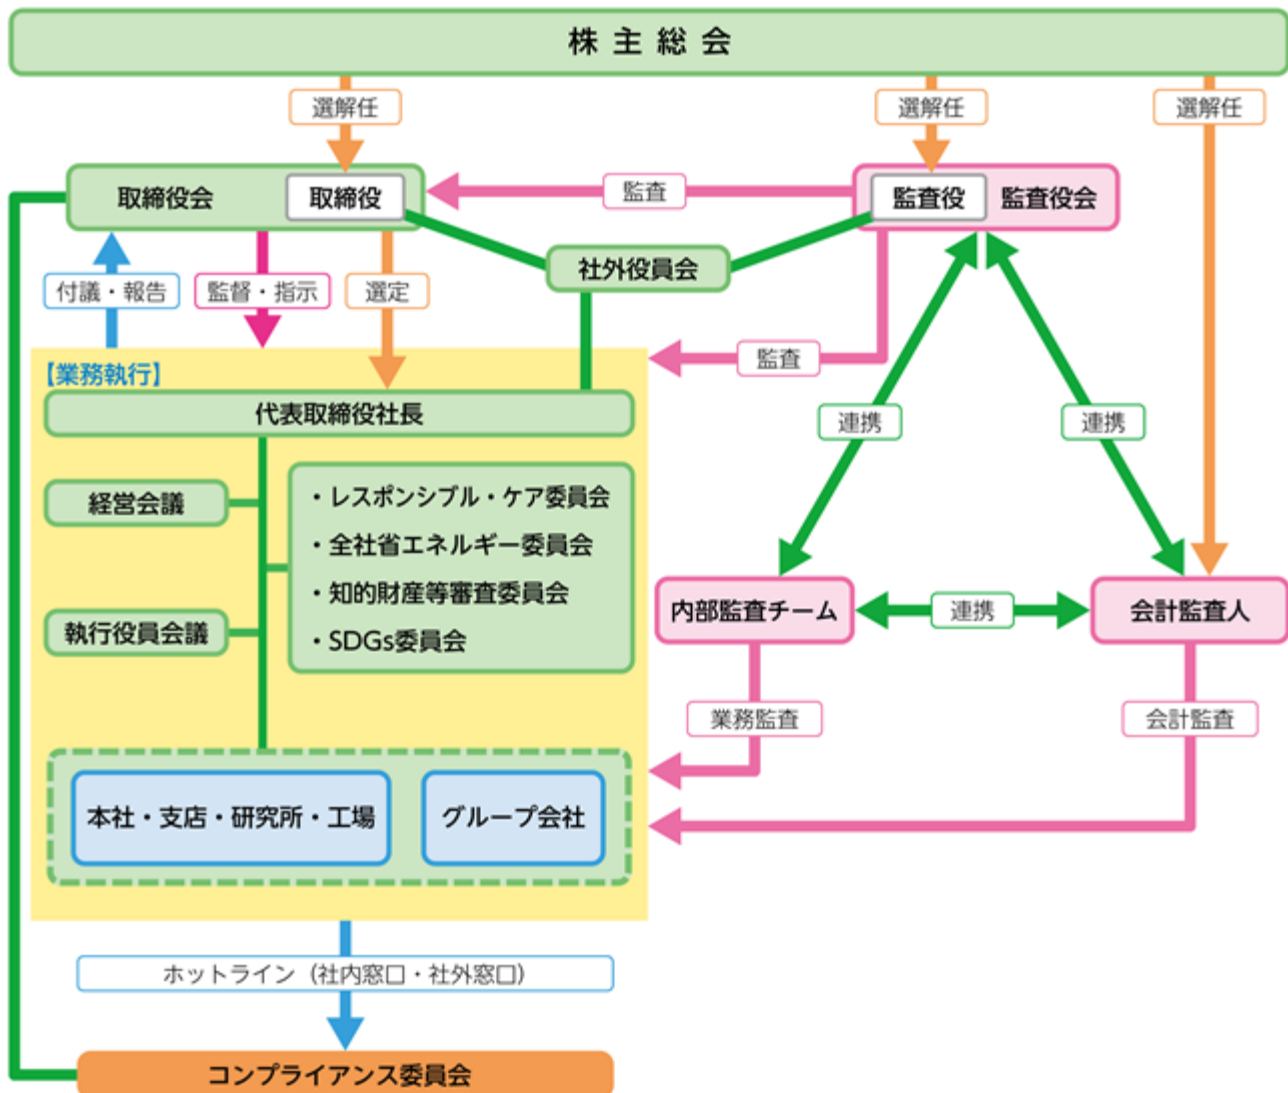 株主総会
選解任
選解任
選解任
取締役会
取締役
監査
監査役
監査役会
社外役員会
付議・報告
監督・指示
選定
監査
【業務執行】
代表取締役社長
連携
連携
経営会議
・レスポンシブル・ケア委員会
・全社省エネルギー委員会
・知的財産等審査委員会
・SDGs委員会
執行役員会議
内部監査チーム
連携
会計監査人
業務監査
会計監査
本社・支店・研究所・工場
グループ会社
ホットライン（社内窓口・社外窓口）
コンプライアンス委員会